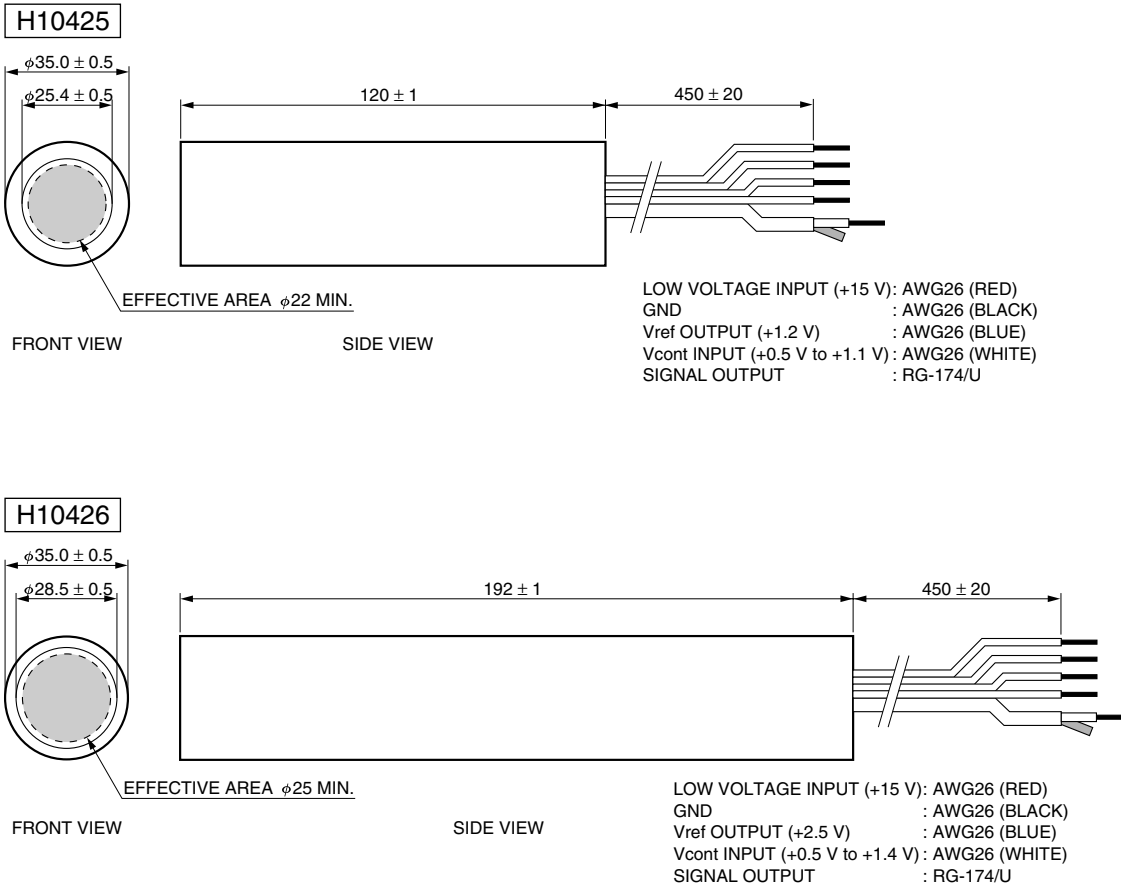 H10425
φ35.0 ± 0.5
φ25.4 ± 0.5
120 ± 1
450 ± 20
EFFECTIVE AREA φ22 MIN.
FRONT VIEW
SIDE VIEW
LOW VOLTAGE INPUT (+15 V): AWG26 (RED)
GND : AWG26 (BLACK)
Vref OUTPUT (+1.2 V) : AWG26 (BLUE)
Vcont INPUT (+0.5 V to +1.1 V): AWG26 (WHITE)
SIGNAL OUTPUT : RG-174/U
H10426
φ35.0 ± 0.5
φ28.5 ± 0.5
192 ± 1
450 ± 20
EFFECTIVE AREA φ25 MIN.
FRONT VIEW
SIDE VIEW
LOW VOLTAGE INPUT (+15 V): AWG26 (RED)
GND : AWG26 (BLACK)
Vref OUTPUT (+2.5 V) : AWG26 (BLUE)
Vcont INPUT (+0.5 V to +1.4 V): AWG26 (WHITE)
SIGNAL OUTPUT : RG-174/U